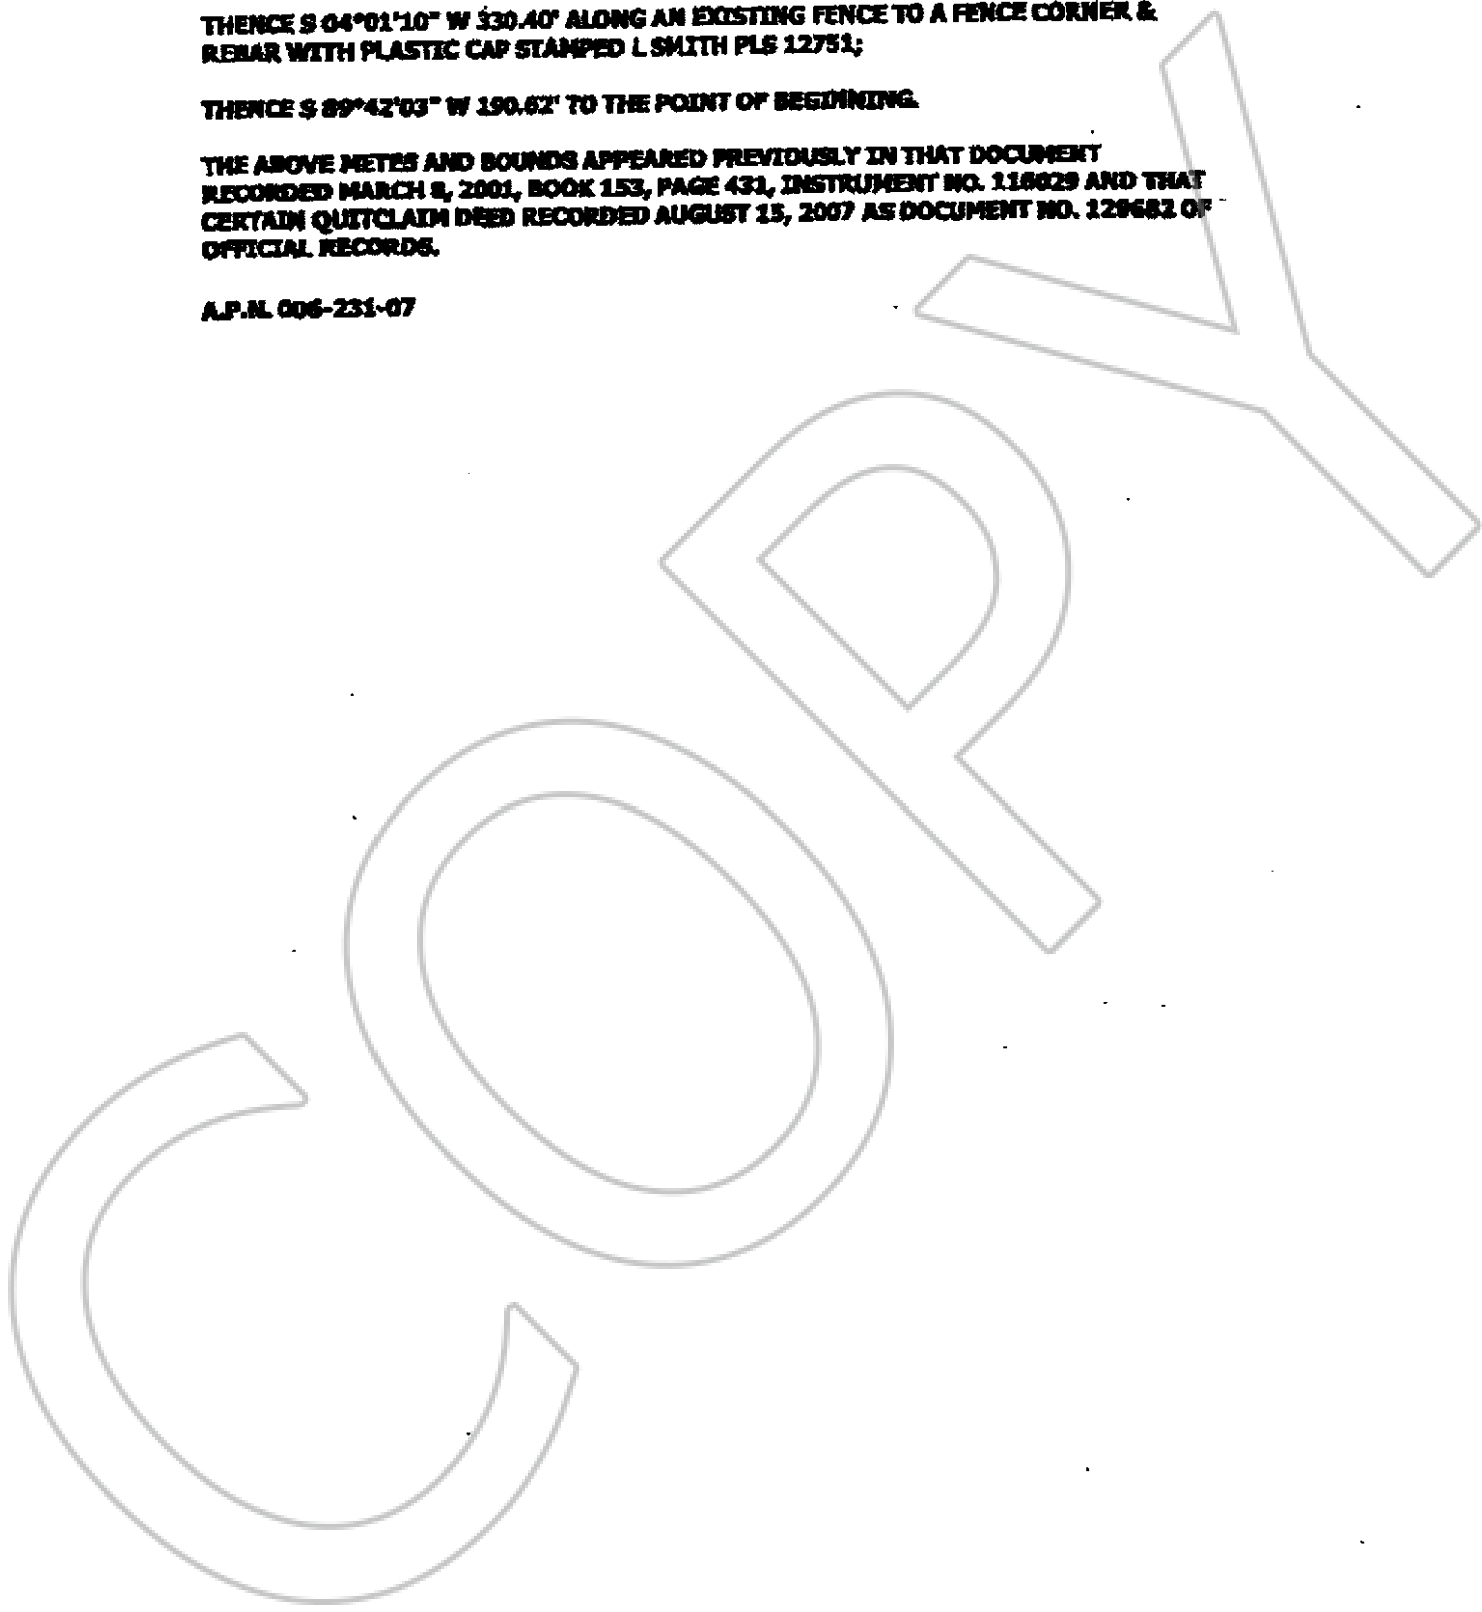 THENCE S 04°01'10" W 330.40' ALONG AN EXISTING FENCE TO A FENCE CORNER &
REBAR WITH PLASTIC CAP STAMPED L SMITH PLS 12751;
THENCE S 89°42'03" W 190.62' TO THE POINT OF BEGINNING.
THE ABOVE METES AND BOUNDS APPEARED PREVIOUSLY IN THAT DOCUMENT
RECORDED MARCH 8, 2001, BOOK 153, PAGE 431, INSTRUMENT NO. 116029 AND THAT
CERTAIN QUITCLAIM DEED RECORDED AUGUST 15, 2007 AS DOCUMENT NO. 129682 OF
OFFICIAL RECORDS.
A.P.N. 006-231-07
COPY